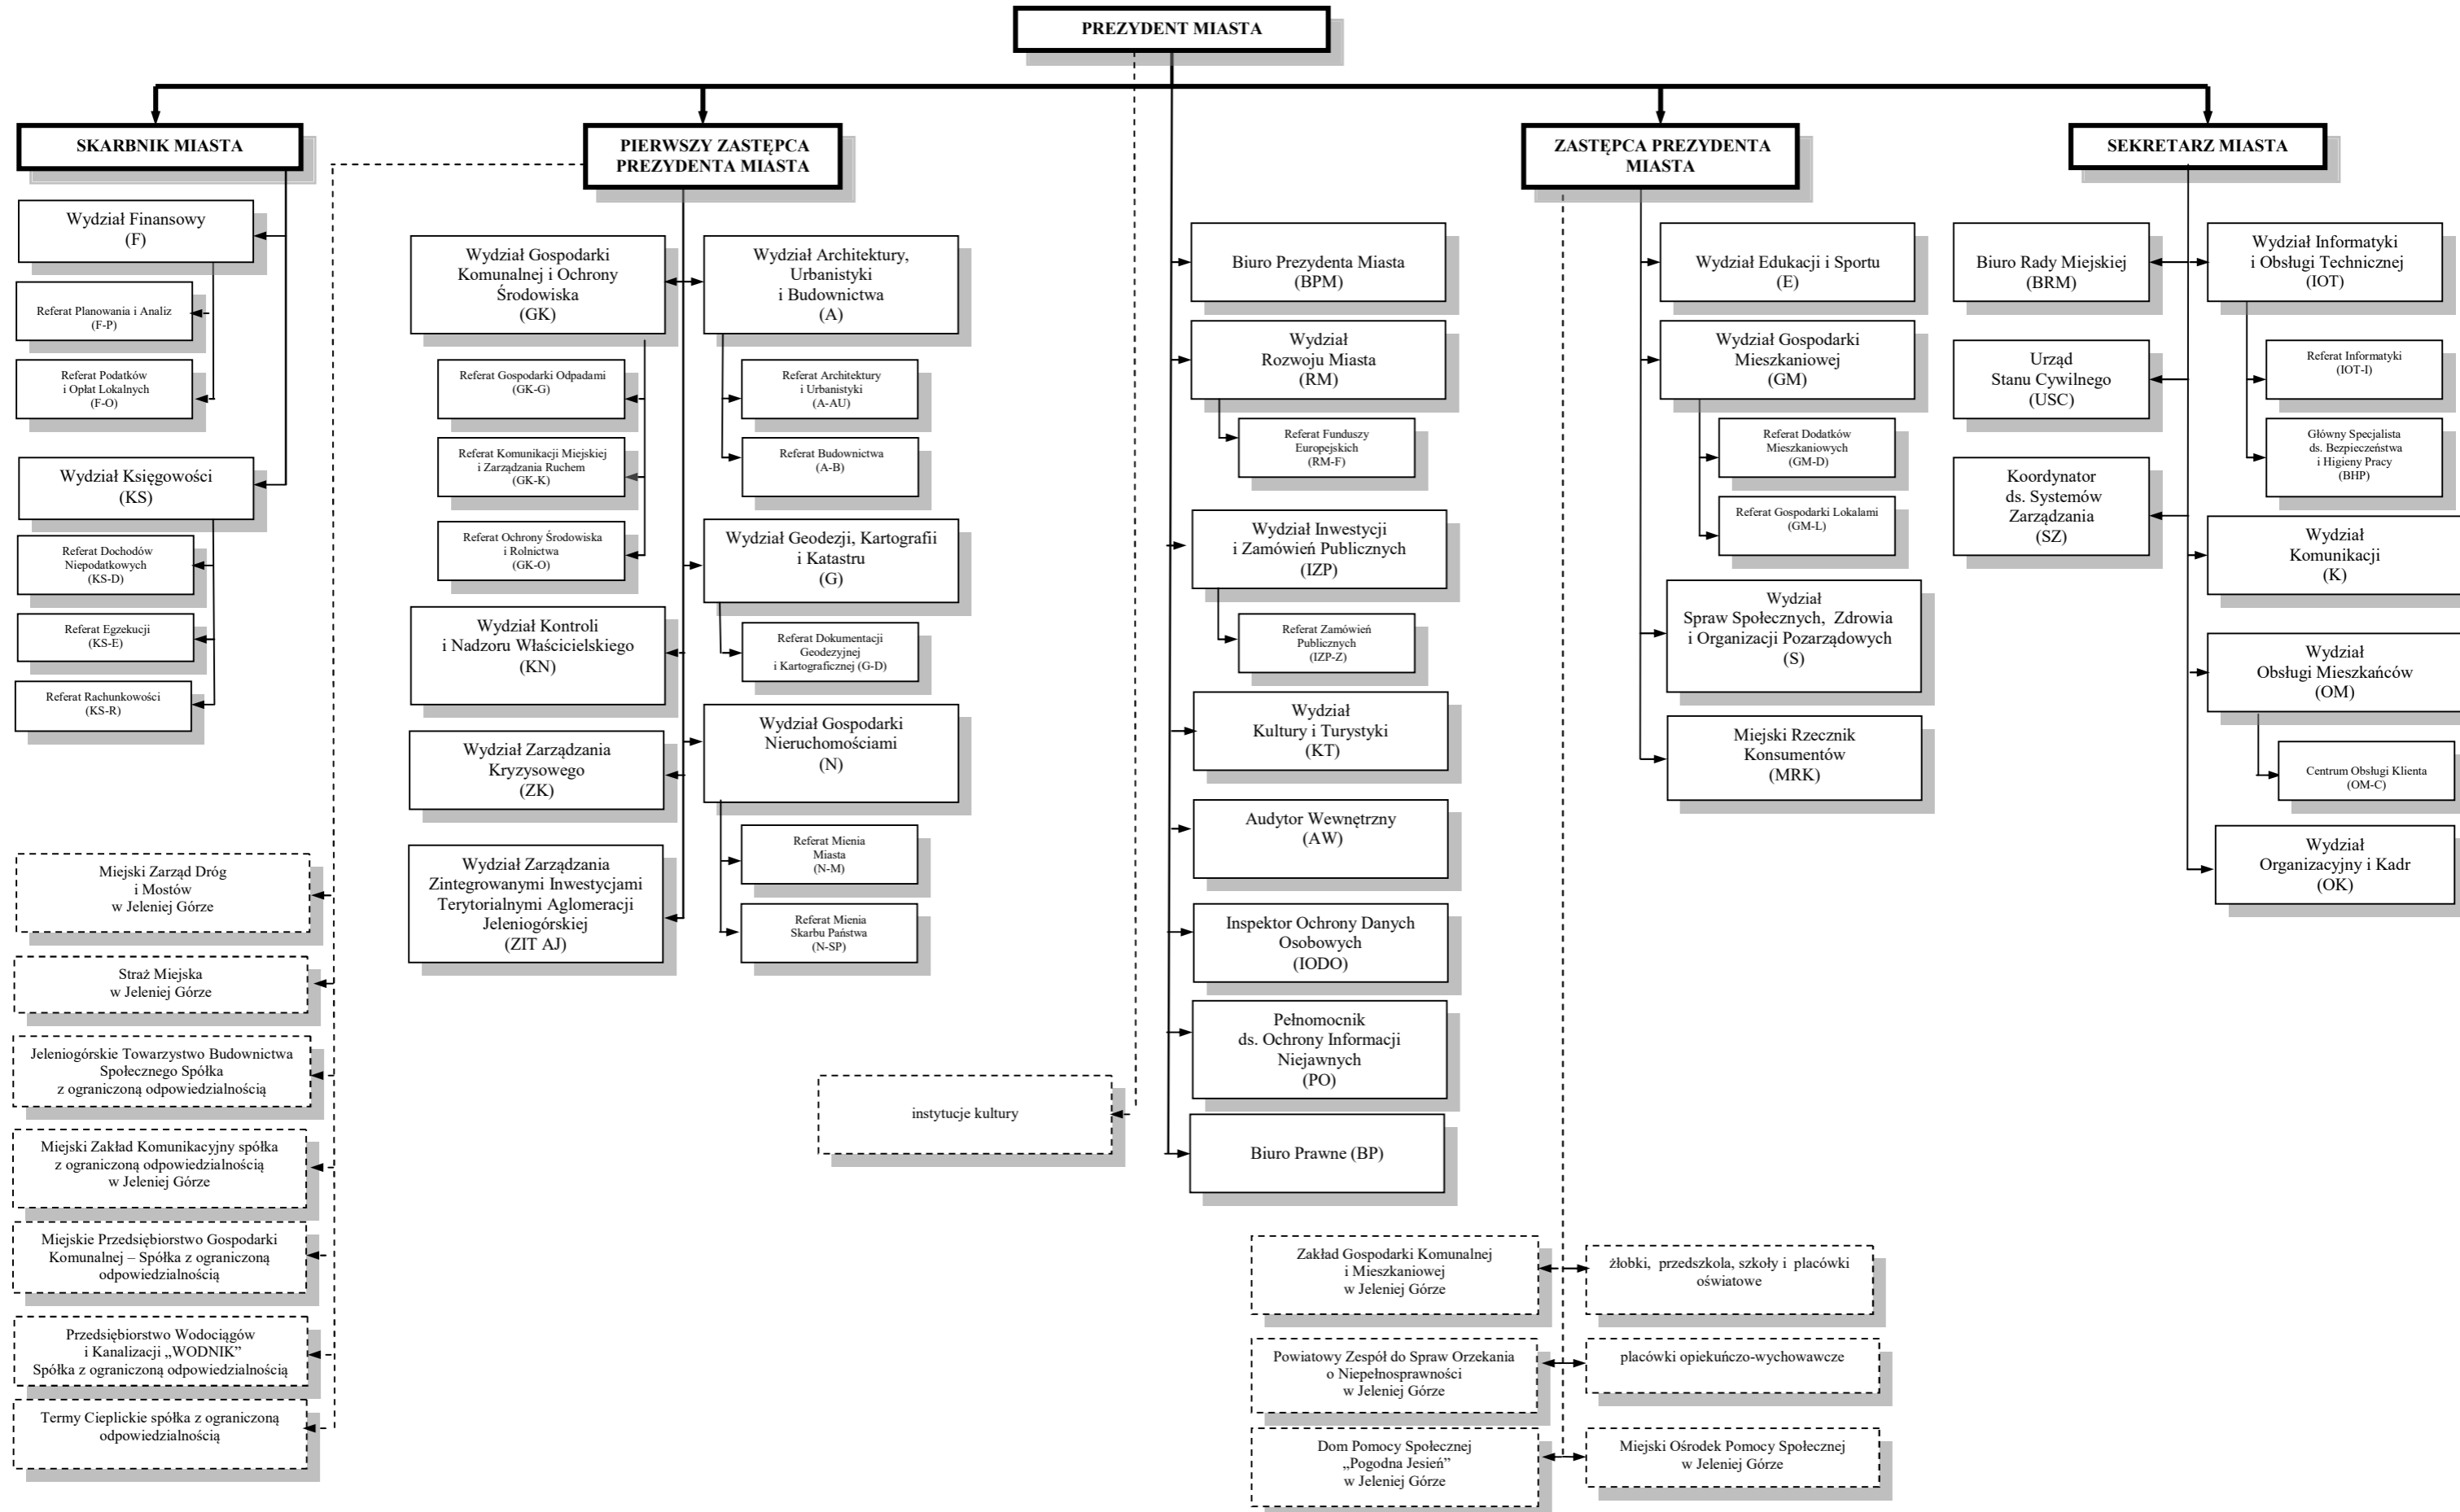 PREZYDENT MIASTA
SKARBNIK MIASTA
Wydział Finansowy
(F)
Referat Planowania i Analiz
(F-P)
Referat Podatków
i Opłat Lokalnych
(F-O)
Wydział Księgowości
(KS)
Referat Dochodów
Niepodatkowych
(KS-D)
Referat Egzekucji
(KS-E)
Referat Rachunkowości
(KS-R)
PIERWSZY ZASTĘPCA
PREZYDENTA MIASTA
Wydział Gospodarki
Komunalnej i Ochrony
Środowiska
(GK)
Referat Gospodarki Odpadami
(GK-G)
Referat Komunikacji Miejskiej
i Zarządzania Ruchem
(GK-K)
Referat Ochrony Środowiska
i Rolnictwa
(GK-O)
Wydział Kontroli
i Nadzoru Właścicielskiego
(KN)
Wydział Zarządzania
Kryzysowego
(ZK)
Wydział Zarządzania
Zintegrowanymi Inwestycjami
Terytorialnymi Aglomeracji
Jeleniogórskiej
(ZIT AJ)
Wydział Architektury,
Urbanistyki
i Budownictwa
(A)
Referat Architektury
i Urbanistyki
(A-AU)
Referat Budownictwa
(A-B)
Wydział Geodezji, Kartografii
i Katastru
(G)
Referat Dokumentacji
Geodezyjnej
i Kartograficznej (G-D)
Wydział Gospodarki
Nieruchomościami
(N)
Referat Mienia
Miasta
(N-M)
Referat Mienia
Skarbu Państwa
(N-SP)
Miejski Zarząd Dróg
i Mostów
w Jeleniej Górze
Straż Miejska
w Jeleniej Górze
Jeleniogórskie Towarzystwo Budownictwa
Społecznego Spółka
z ograniczoną odpowiedzialnością
Miejski Zakład Komunikacyjny spółka
z ograniczoną odpowiedzialnością
w Jeleniej Górze
Miejskie Przedsiębiorstwo Gospodarki
Komunalnej – Spółka z ograniczoną
odpowiedzialnością
Przedsiębiorstwo Wodociągów
i Kanalizacji „WODNIK”
Spółka z ograniczoną odpowiedzialnością
Termy Cieplickie spółka z ograniczoną
odpowiedzialnością
Biuro Prezydenta Miasta
(BPM)
Wydział
Rozwoju Miasta
(RM)
Referat Funduszy
Europejskich
(RM-F)
Wydział Inwestycji
i Zamówień Publicznych
(IZP)
Referat Zamówień
Publicznych
(IZP-Z)
Wydział
Kultury i Turystyki
(KT)
Audytor Wewnętrzny
(AW)
Inspektor Ochrony Danych
Osobowych
(IODO)
Pełnomocnik
ds. Ochrony Informacji
Niejawnych
(PO)
Biuro Prawne (BP)
instytucje kultury
ZASTĘPCA PREZYDENTA
MIASTA
Wydział Edukacji i Sportu
(E)
Wydział Gospodarki
Mieszkaniowej
(GM)
Referat Dodatków
Mieszkaniowych
(GM-D)
Referat Gospodarki Lokalami
(GM-L)
Wydział
Spraw Społecznych, Zdrowia
i Organizacji Pozarządowych
(S)
Miejski Rzecznik
Konsumentów
(MRK)
Zakład Gospodarki Komunalnej
i Mieszkaniowej
w Jeleniej Górze
żłobki, przedszkola, szkoły i placówki
oświatowe
Powiatowy Zespół do Spraw Orzekania
o Niepełnosprawności
w Jeleniej Górze
placówki opiekuńczo-wychowawcze
Dom Pomocy Społecznej
„Pogodna Jesień”
w Jeleniej Górze
Miejski Ośrodek Pomocy Społecznej
w Jeleniej Górze
SEKRETARZ MIASTA
Biuro Rady Miejskiej
(BRM)
Urząd
Stanu Cywilnego
(USC)
Koordynator
ds. Systemów
Zarządzania
(SZ)
Wydział Informatyki
i Obsługi Technicznej
(IOT)
Referat Informatyki
(IOT-I)
Główny Specjalista
ds. Bezpieczeństwa
i Higieny Pracy
(BHP)
Wydział
Komunikacji
(K)
Wydział
Obsługi Mieszkańców
(OM)
Centrum Obsługi Klienta
(OM-C)
Wydział
Organizacyjny i Kadr
(OK)